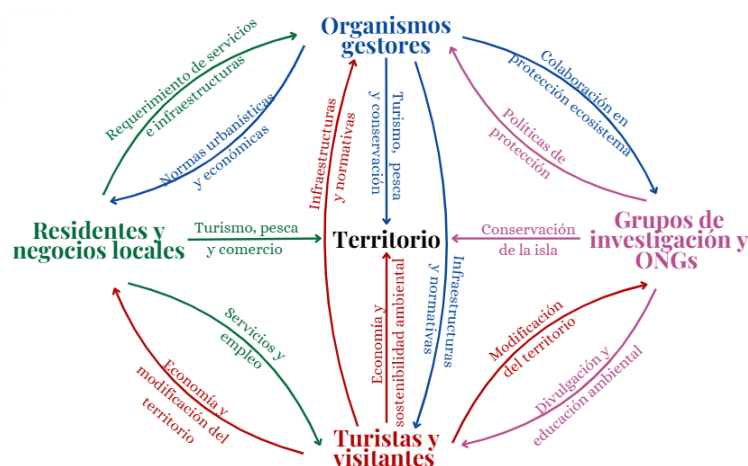 Organismos
gestores
Requerimiento de servicios
e infraestructuras
Normas urbanísticas
y económicas
Infraestructuras
y normativas
Turismo, pesca
y conservación
Políticas de
protección
Colaboración en
protección ecosistema
Residentes y
negocios locales
Turismo, pesca
y comercio
Territorio
Conservación
de la isla
Grupos de
investigación y
ONGs
Servicios y
empleo
Economía y
modificación del
territorio
Economía y
sostenibilidad ambiental
Infraestructuras
y normativas
Modificación
del territorio
Divulgación y
educación ambiental
Turistas y
visitantes